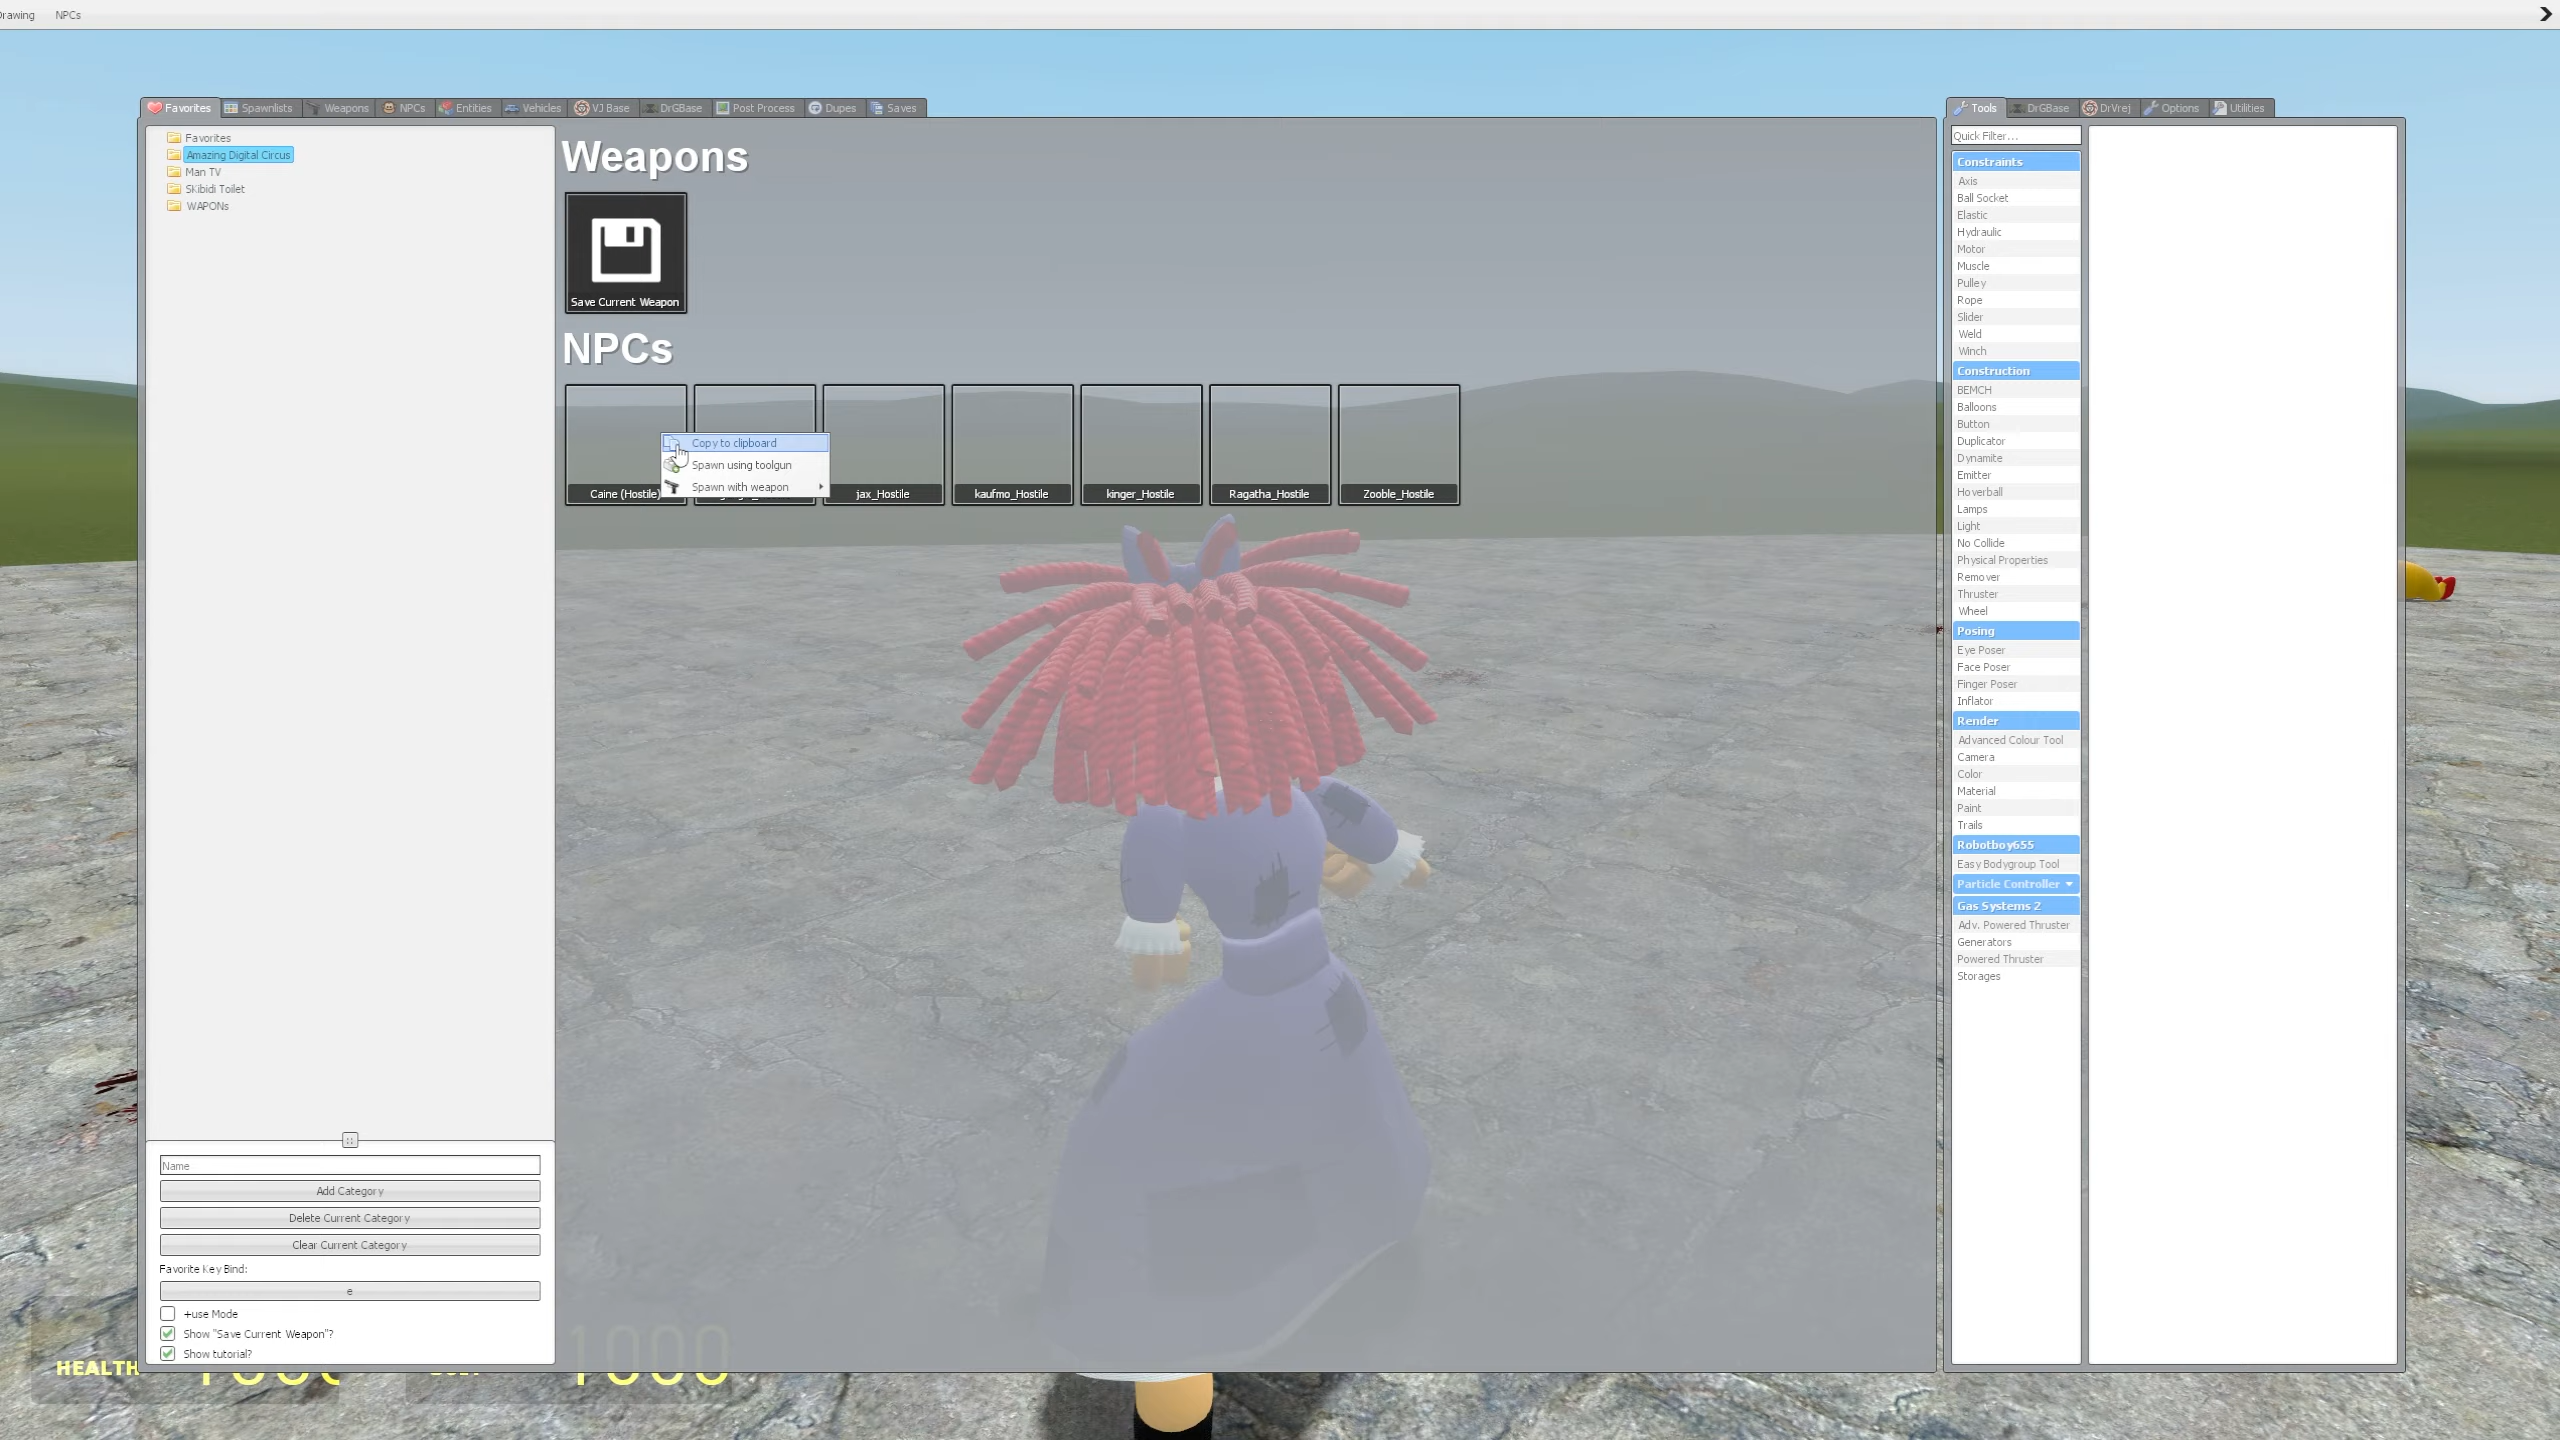 Drawing NPCs
Favorites Spawnlists Weapons NPCs Entities Vehicles VJ Base DrGBase Post Process Dupes Saves
Favorites
Amazing Digital Circus
Man TV
Skibidi Toilet
WAPONs
Weapons
Save Current Weapon
NPCs
Copy to clipboard
Spawn using toolgun
Spawn with weapon
Caine (Hostile)
jax_Hostile
kaufmo_Hostile
kinger_Hostile
Ragatha_Hostile
Zooble_Hostile
Name
Add Category
Delete Current Category
Clear Current Category
Favorite Key Bind:
e
+use Mode
Show "Save Current Weapon"?
Show tutorial?
HEALTH
1000
Tools DrGBase DrVrej Options Utilities
Quick Filter...
Constraints
Axis
Ball Socket
Elastic
Hydraulic
Motor
Muscle
Pulley
Rope
Slider
Weld
Winch
Construction
BEMCH
Balloons
Button
Duplicator
Dynamite
Emitter
Hoverball
Lamps
Light
No Collide
Physical Properties
Remover
Thruster
Wheel
Posing
Eye Poser
Face Poser
Finger Poser
Inflator
Render
Advanced Colour Tool
Camera
Color
Material
Paint
Trails
Robotboy655
Easy Bodygroup Tool
Particle Controller
Gas Systems 2
Adv. Powered Thruster
Generators
Powered Thruster
Storages